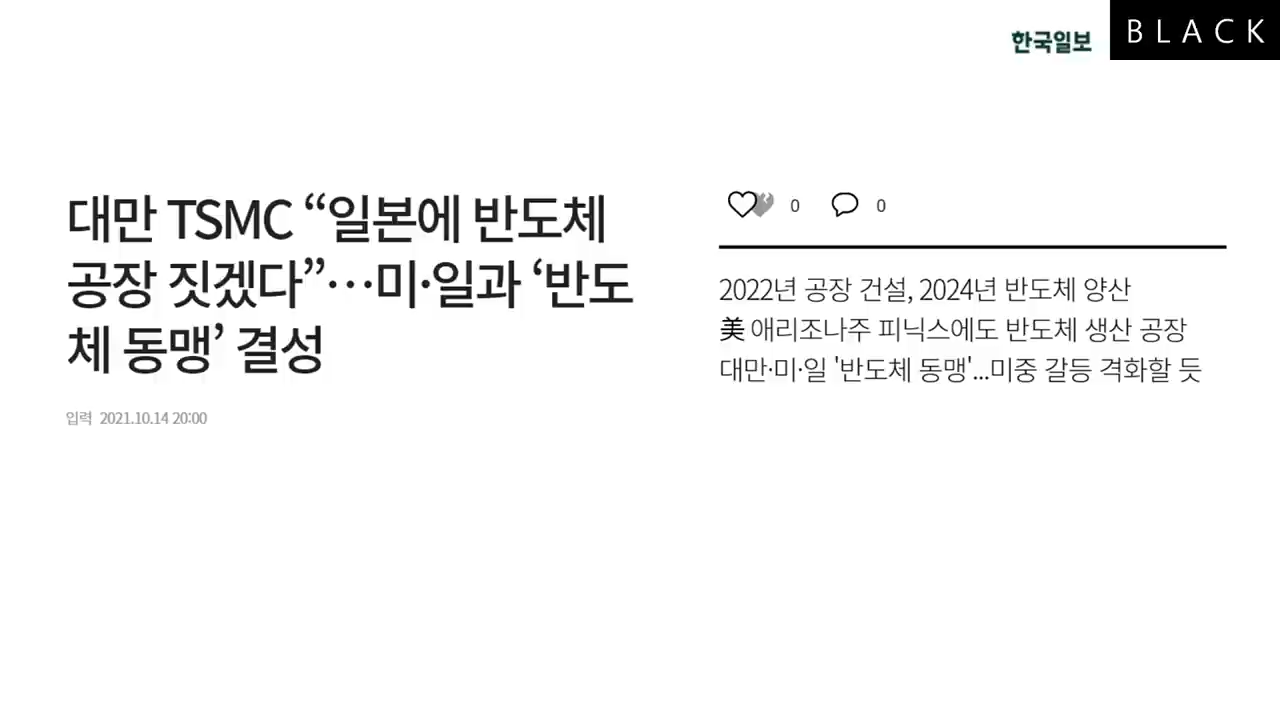 한국일보
BLACK
대만 TSMC “일본에 반도체
공장 짓겠다”…미·일과 ‘반도
체 동맹’ 결성
입력 2021.10.14 20:00
0
0
2022년 공장 건설, 2024년 반도체 양산
美 애리조나주 피닉스에도 반도체 생산 공장
대만·미·일 '반도체 동맹'...미중 갈등 격화할 듯